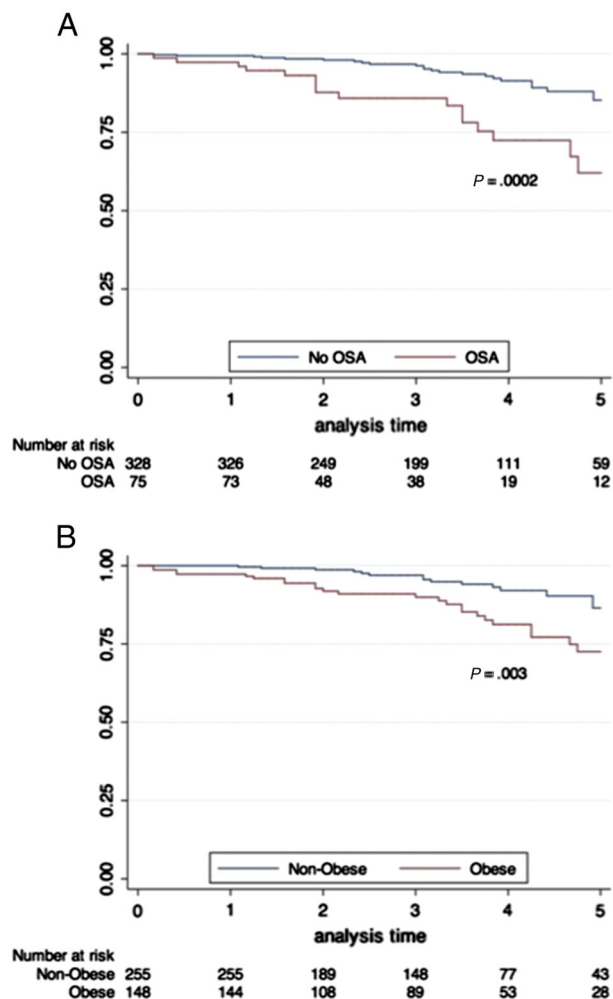 A
1.00
0.75
0.50
0.25
0.00
P = .0002
No OSA OSA
0 1 2 3 4 5
analysis time
Number at risk
No OSA 328 326 249 199 111 59
OSA 75 73 48 38 19 12
B
1.00
0.75
0.50
0.25
0.00
P = .003
Non-Obese Obese
0 1 2 3 4 5
analysis time
Number at risk
Non-Obese 255 255 189 148 77 43
Obese 148 144 108 89 53 28